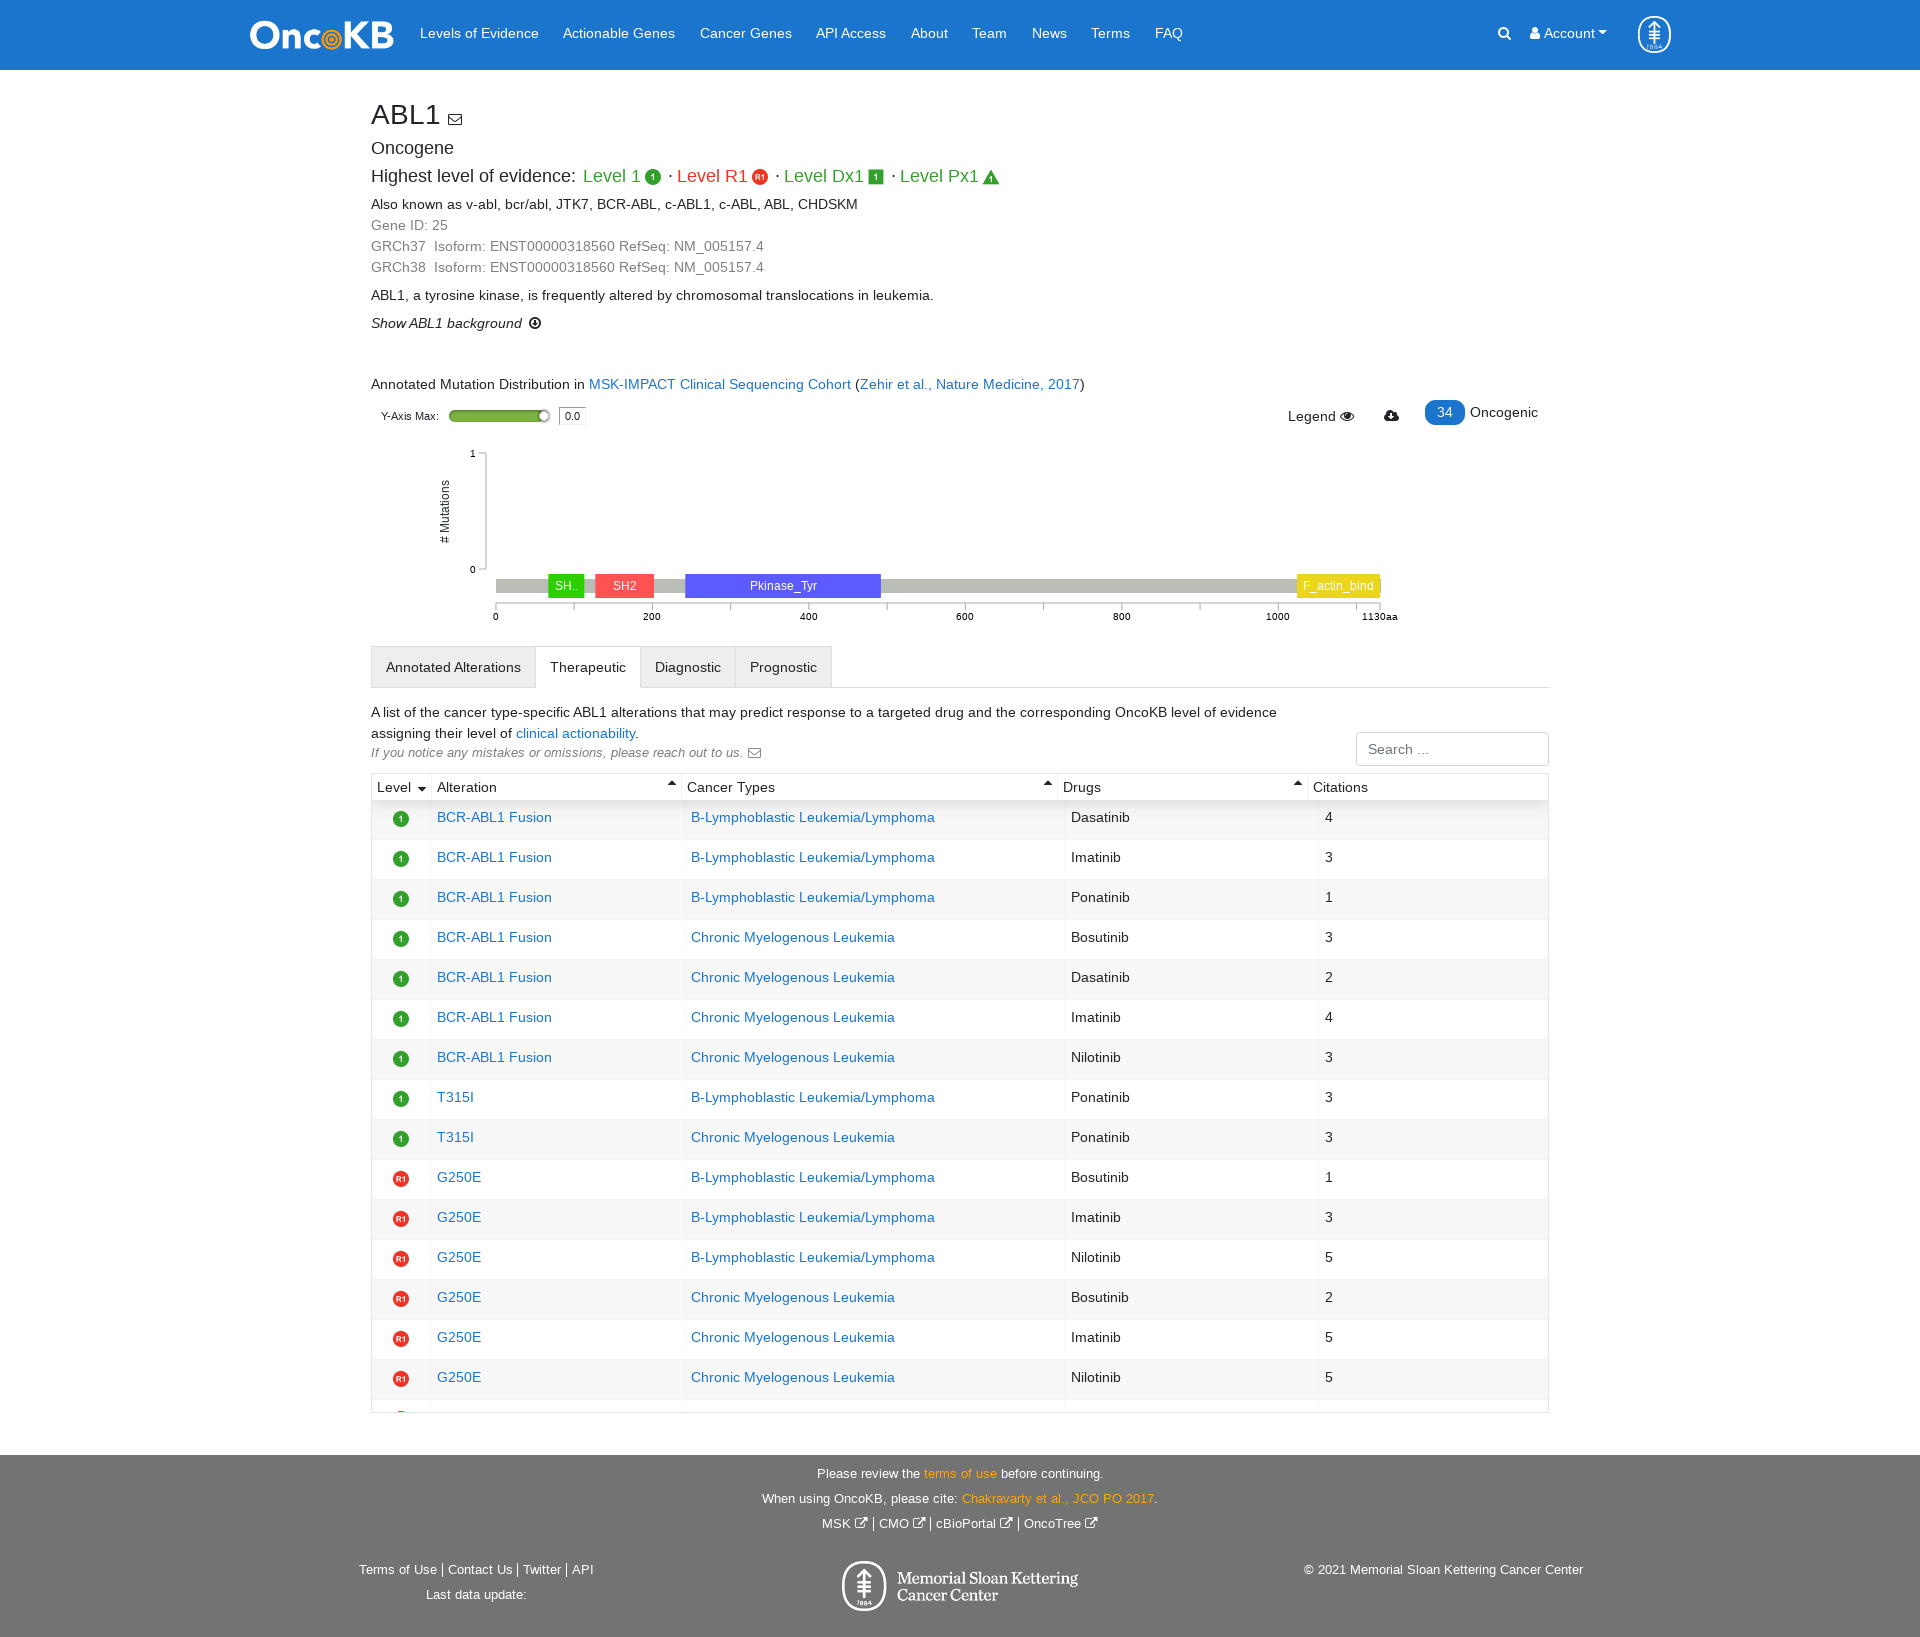 OncoKB Levels of Evidence Actionable Genes Cancer Genes API Access About Team News Terms FAQ Account
1884
ABL1
Oncogene
Highest level of evidence: Level 1 1 · Level R1 R1 · Level Dx1 1 · Level Px1 1
Also known as v-abl, bcr/abl, JTK7, BCR-ABL, c-ABL1, c-ABL, ABL, CHDSKM
Gene ID: 25
GRCh37 Isoform: ENST00000318560 RefSeq: NM_005157.4
GRCh38 Isoform: ENST00000318560 RefSeq: NM_005157.4
ABL1, a tyrosine kinase, is frequently altered by chromosomal translocations in leukemia.
Show ABL1 background
Annotated Mutation Distribution in MSK-IMPACT Clinical Sequencing Cohort (Zehir et al., Nature Medicine, 2017)
Y-Axis Max: 0.0 Legend 34 Oncogenic
1
# Mutations
0
SH.. SH2 Pkinase_Tyr F_actin_bind
0 200 400 600 800 1000 1130aa
Annotated Alterations Therapeutic Diagnostic Prognostic
A list of the cancer type-specific ABL1 alterations that may predict response to a targeted drug and the corresponding OncoKB level of evidence
assigning their level of clinical actionability.
If you notice any mistakes or omissions, please reach out to us.
Search ...
Level Alteration Cancer Types Drugs Citations
1 BCR-ABL1 Fusion B-Lymphoblastic Leukemia/Lymphoma Dasatinib 4
1 BCR-ABL1 Fusion B-Lymphoblastic Leukemia/Lymphoma Imatinib 3
1 BCR-ABL1 Fusion B-Lymphoblastic Leukemia/Lymphoma Ponatinib 1
1 BCR-ABL1 Fusion Chronic Myelogenous Leukemia Bosutinib 3
1 BCR-ABL1 Fusion Chronic Myelogenous Leukemia Dasatinib 2
1 BCR-ABL1 Fusion Chronic Myelogenous Leukemia Imatinib 4
1 BCR-ABL1 Fusion Chronic Myelogenous Leukemia Nilotinib 3
1 T315I B-Lymphoblastic Leukemia/Lymphoma Ponatinib 3
1 T315I Chronic Myelogenous Leukemia Ponatinib 3
R1 G250E B-Lymphoblastic Leukemia/Lymphoma Bosutinib 1
R1 G250E B-Lymphoblastic Leukemia/Lymphoma Imatinib 3
R1 G250E B-Lymphoblastic Leukemia/Lymphoma Nilotinib 5
R1 G250E Chronic Myelogenous Leukemia Bosutinib 2
R1 G250E Chronic Myelogenous Leukemia Imatinib 5
R1 G250E Chronic Myelogenous Leukemia Nilotinib 5
Please review the terms of use before continuing.
When using OncoKB, please cite: Chakravarty et al., JCO PO 2017.
MSK | CMO | cBioPortal | OncoTree
Terms of Use | Contact Us | Twitter | API
Last data update:
1884
Memorial Sloan Kettering
Cancer Center
© 2021 Memorial Sloan Kettering Cancer Center